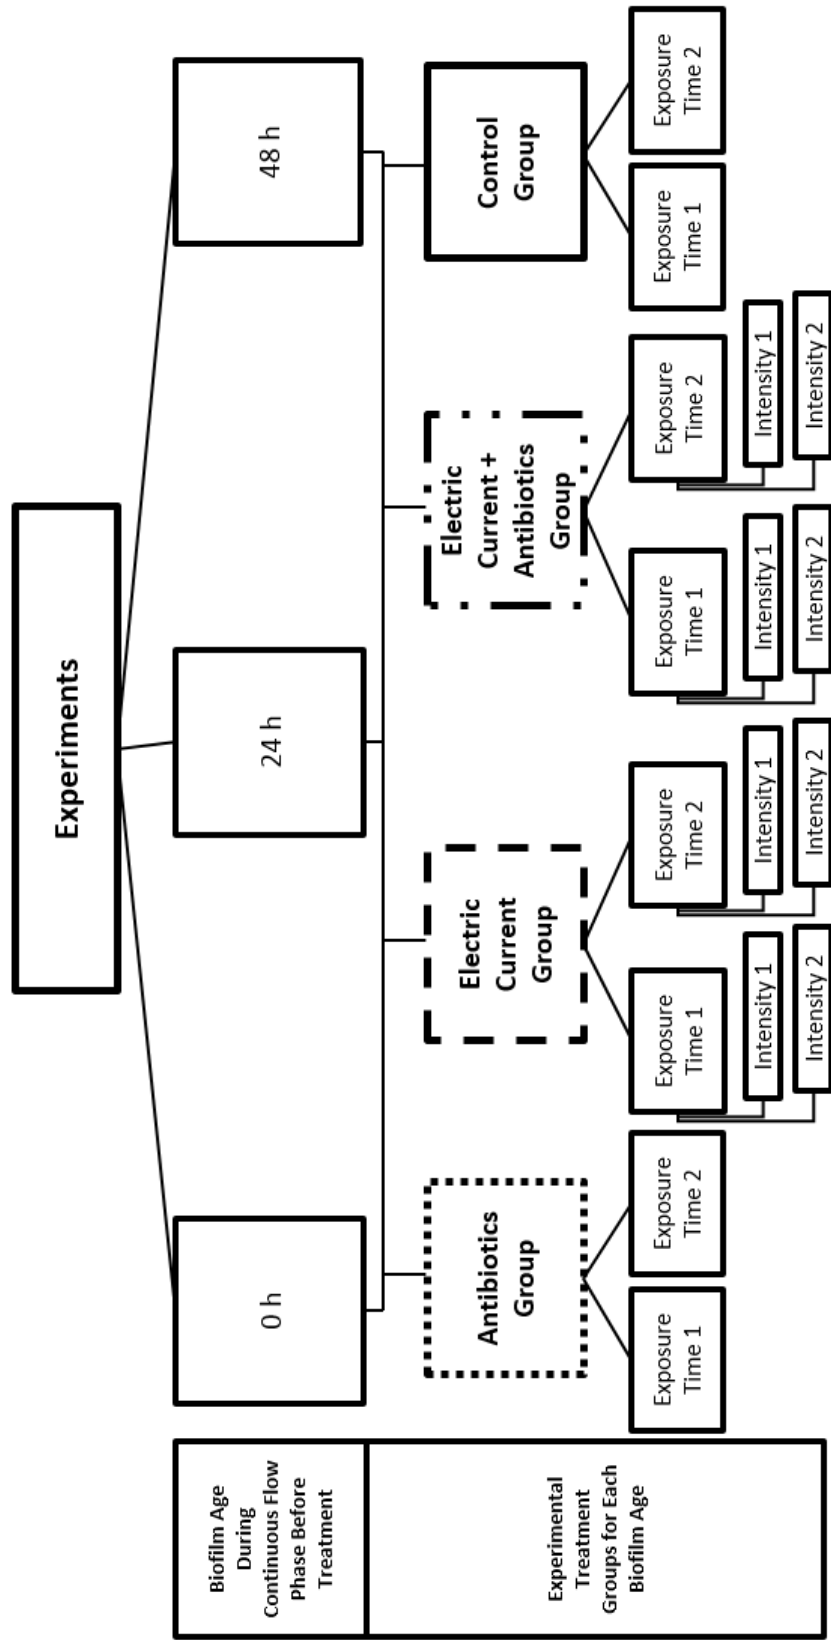 Experiments
Biofilm Age
During
Continuous Flow
Phase Before
Treatment
0 h
24 h
48 h
Experimental
Treatment
Groups for Each
Biofilm Age
Antibiotics
Group
Electric
Current
Group
Electric
Current +
Antibiotics
Group
Control
Group
Exposure
Time 1
Exposure
Time 2
Exposure
Time 1
Intensity 1
Intensity 2
Exposure
Time 2
Intensity 1
Intensity 2
Exposure
Time 1
Intensity 1
Intensity 2
Exposure
Time 2
Intensity 1
Intensity 2
Exposure
Time 1
Exposure
Time 2